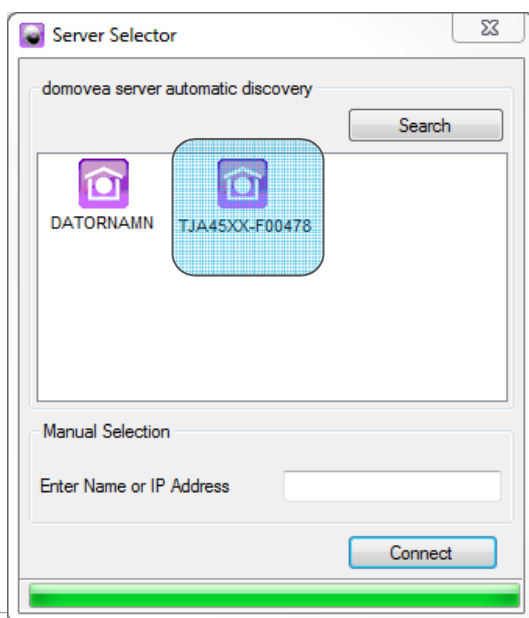 Server Selector
domovea server automatic discovery
Search
DATORNAMN
TJA45XX-F00478
Manual Selection
Enter Name or IP Address
Connect